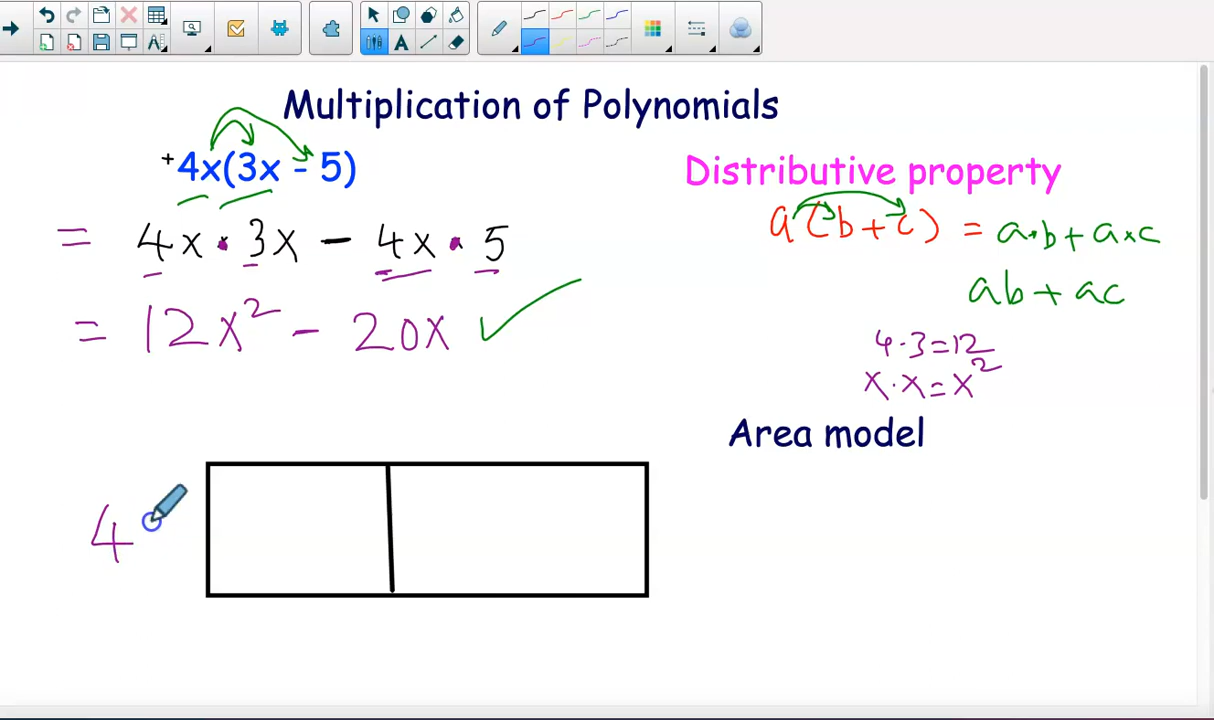 Multiplication of Polynomials
+4x(3x - 5)
Distributive property
a(b+c) = a·b + a×c
= 4x · 3x - 4x · 5
ab + ac
= 12x² - 20x ✓
4·3=12
x·x=x²
Area model
4